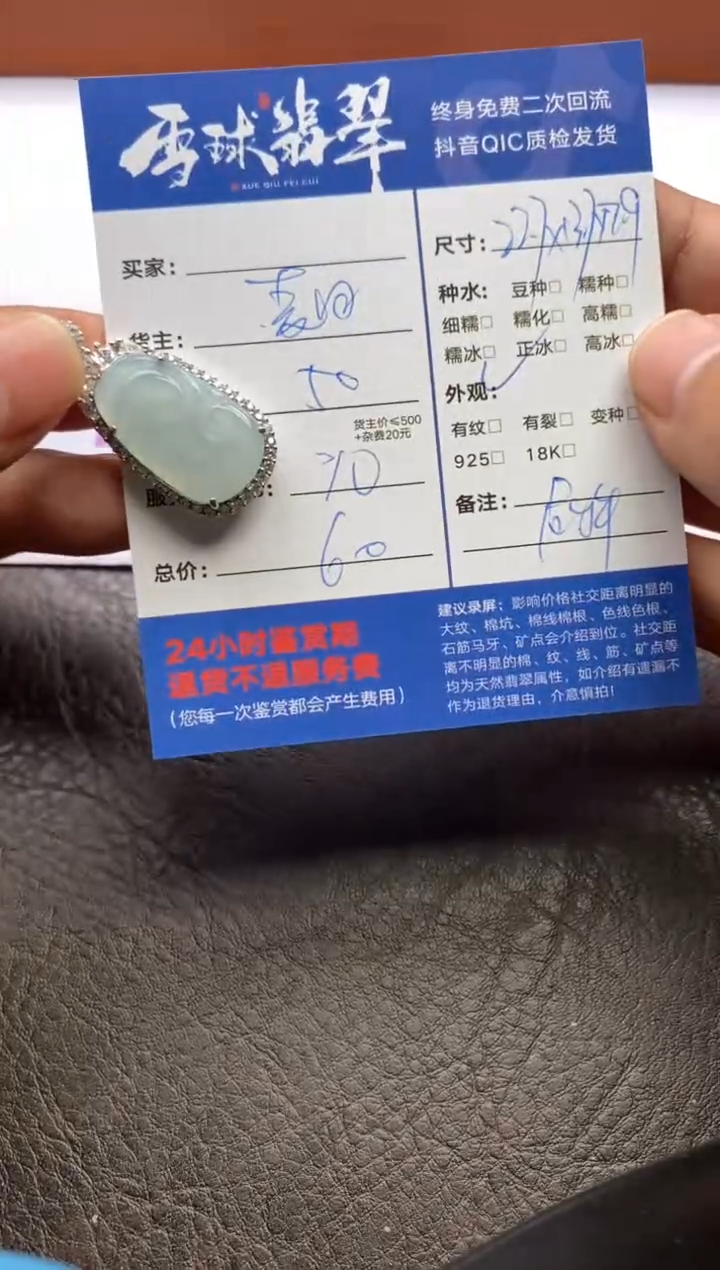 雪球翡翠
XUE QIU FEI CUI
终身免费二次回流
抖音QIC质检发货
买家:
货主:
50
货主价≤500
+杂费20元
服
10
总价: 60
尺寸:
种水: 豆种□ 糯种□
细糯□ 糯化□ 高糯□
糯冰□ 正冰□ 高冰□
外观:
有纹□ 有裂□ 变种□
925□ 18K□
备注:
24小时鉴赏期
退货不退服务费
(您每一次鉴赏都会产生费用)
建议录屏: 影响价格社交距离明显的
大纹、棉坑、棉线棉根、色线色根、
石筋马牙、矿点会介绍到位。社交距
离不明显的棉、纹、线、筋、矿点等
均为天然翡翠属性，如介绍有遗漏不
作为退货理由，介意慎拍!